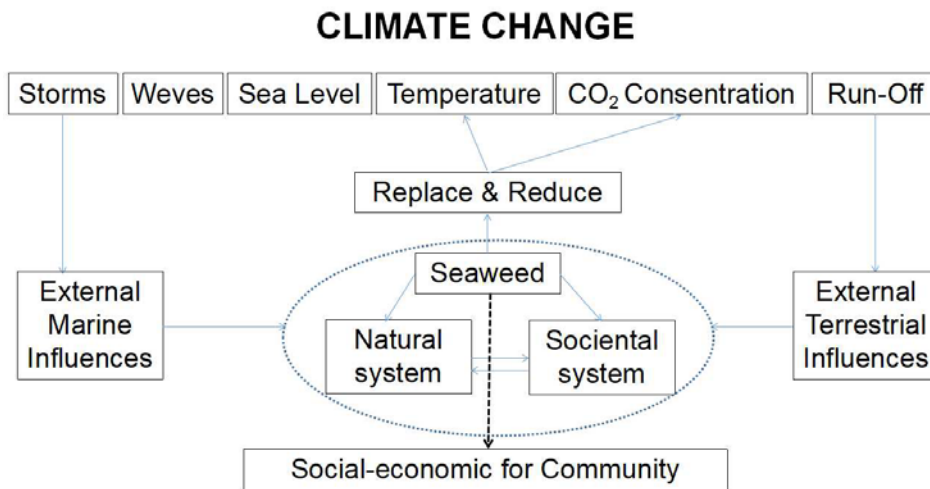 CLIMATE CHANGE
Storms
Weves
Sea Level
Temperature
CO₂ Consentration
Run-Off
Replace & Reduce
Seaweed
External
Marine
Influences
Natural
system
Sociental
system
External
Terrestrial
Influences
Social-economic for Community